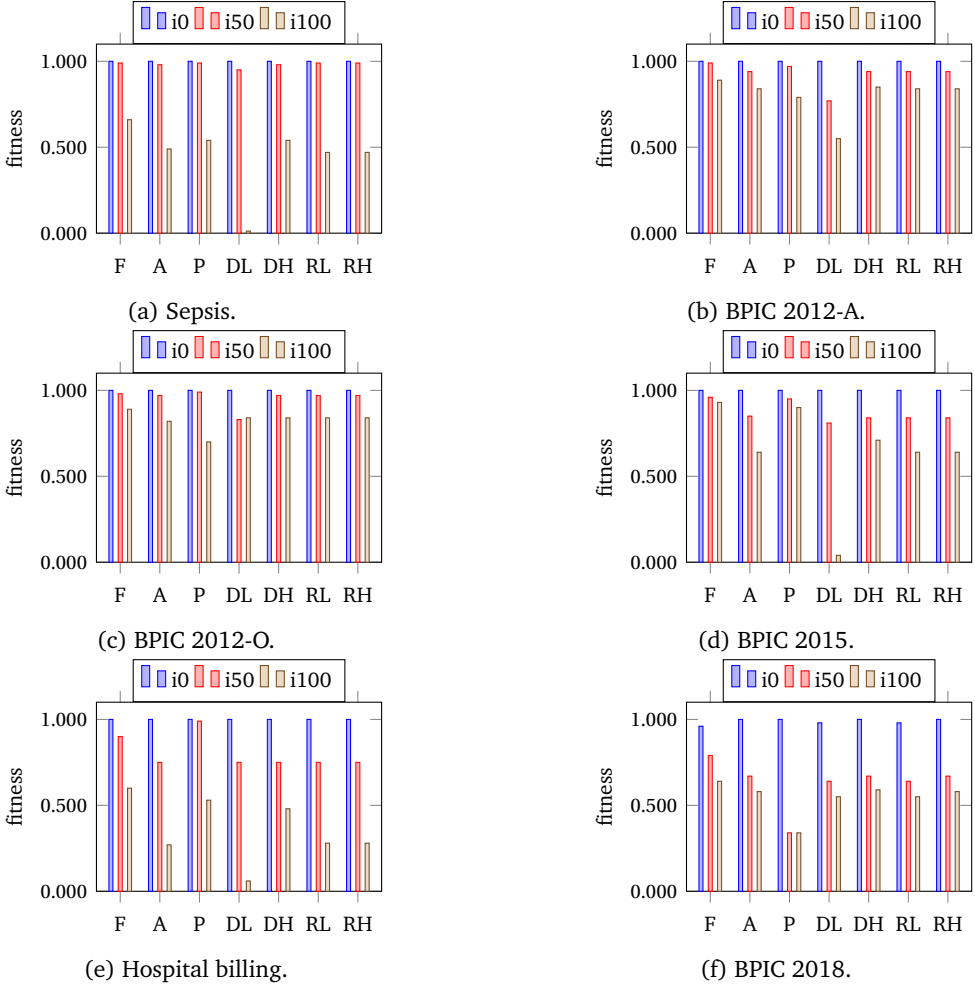 i0 i50 i100
1.000
0.500
0.000
fitness
F A P DL DH RL RH
(a) Sepsis.
i0 i50 i100
1.000
0.500
0.000
fitness
F A P DL DH RL RH
(b) BPIC 2012-A.
i0 i50 i100
1.000
0.500
0.000
fitness
F A P DL DH RL RH
(c) BPIC 2012-O.
i0 i50 i100
1.000
0.500
0.000
fitness
F A P DL DH RL RH
(d) BPIC 2015.
i0 i50 i100
1.000
0.500
0.000
fitness
F A P DL DH RL RH
(e) Hospital billing.
i0 i50 i100
1.000
0.500
0.000
fitness
F A P DL DH RL RH
(f) BPIC 2018.